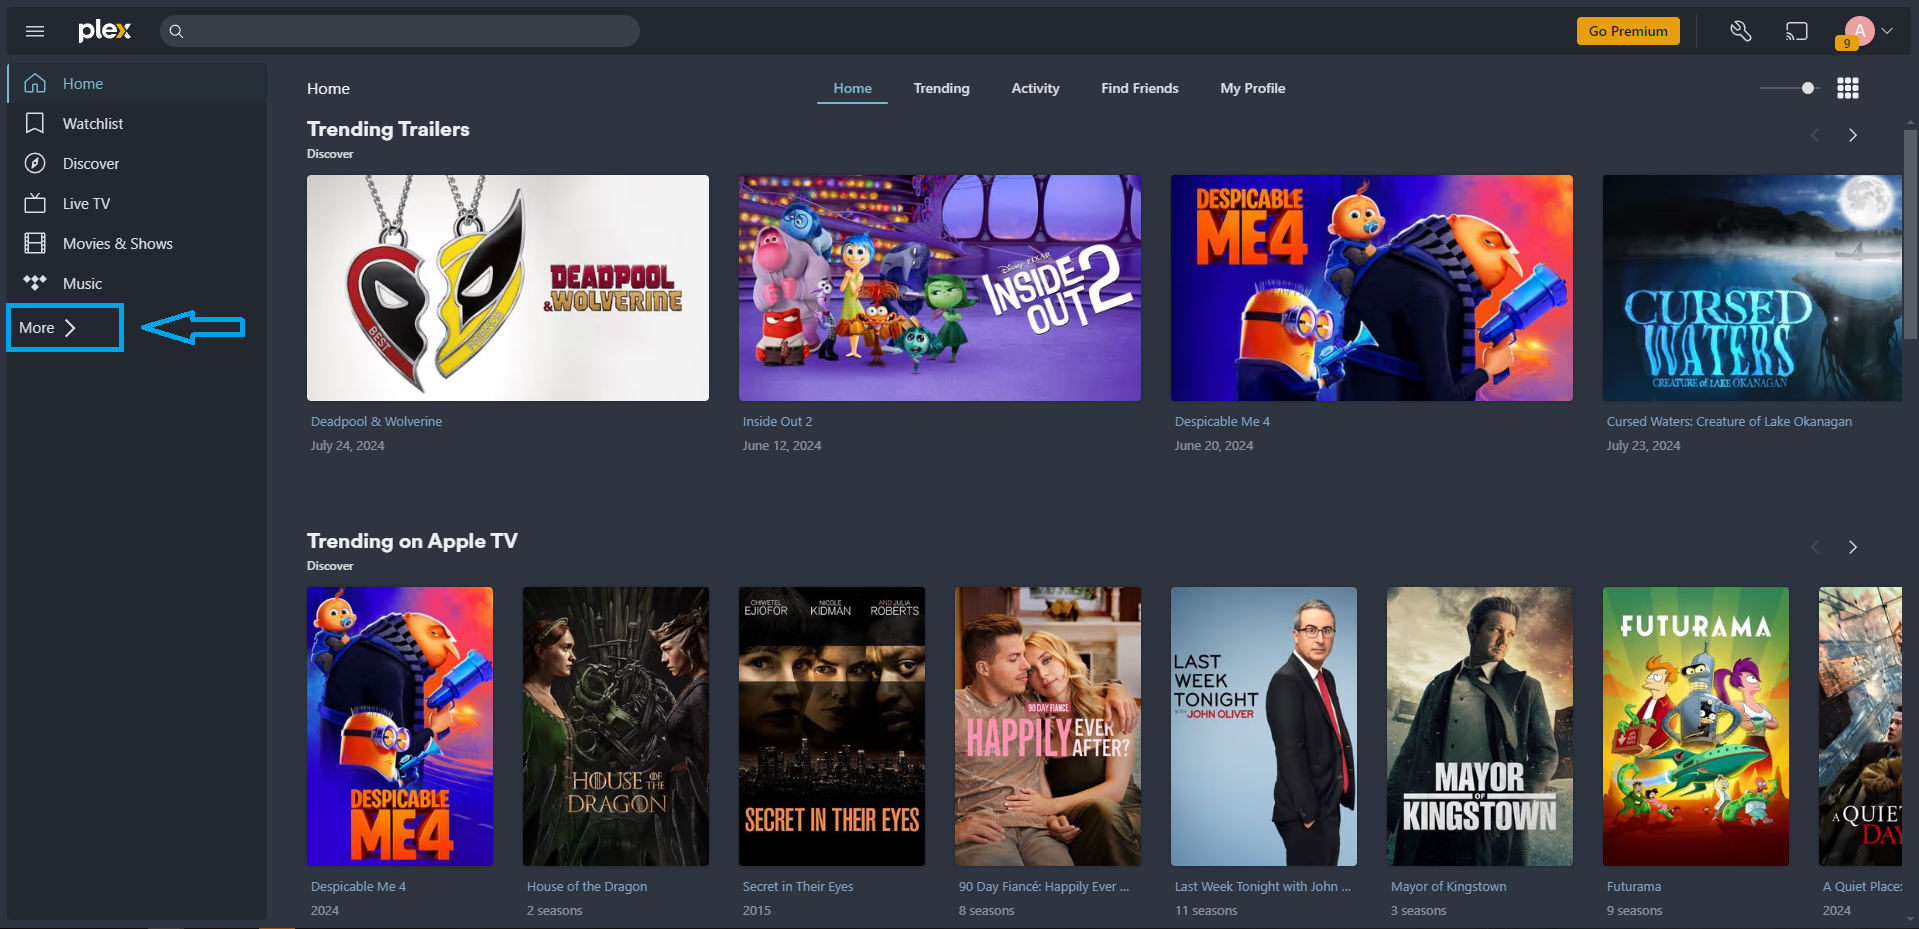 plex
Go Premium
A
9
Home
Watchlist
Discover
Live TV
Movies & Shows
Music
More
Home
Home Trending Activity Find Friends My Profile
Trending Trailers
Discover
BEST
FRIENDS
DEADPOOL
& WOLVERINE
Disney PIXAR
INSIDE
OUT 2
DESPICABLE
ME 4
CURSED
WATERS
CREATURE of LAKE OKANAGAN
Deadpool & Wolverine
July 24, 2024
Inside Out 2
June 12, 2024
Despicable Me 4
June 20, 2024
Cursed Waters: Creature of Lake Okanagan
July 23, 2024
Trending on Apple TV
Discover
DESPICABLE
ME 4
HOUSE OF THE
DRAGON
CHIWETEL EJIOFOR
NICOLE KIDMAN
AND JULIA ROBERTS
SECRET IN THEIR EYES
90 DAY FIANCÉ
HAPPILY EVER
AFTER?
LAST
WEEK
TONIGHT
WITH JOHN OLIVER
MAYOR
OF
KINGSTOWN
FUTURAMA
A QUIET
DAY
Despicable Me 4
2024
House of the Dragon
2 seasons
Secret in Their Eyes
2015
90 Day Fiancé: Happily Ever ...
8 seasons
Last Week Tonight with John ...
11 seasons
Mayor of Kingstown
3 seasons
Futurama
9 seasons
A Quiet Place:
2024